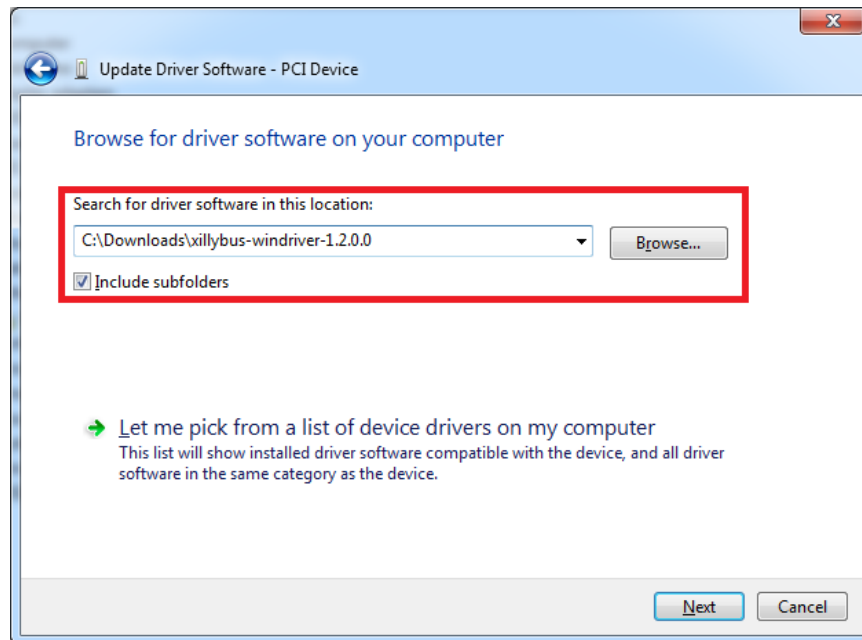 Update Driver Software - PCI Device
Browse for driver software on your computer
Search for driver software in this location:
C:\Downloads\xillybus-windriver-1.2.0.0
Browse...
Include subfolders
Let me pick from a list of device drivers on my computer
This list will show installed driver software compatible with the device, and all driver
software in the same category as the device.
Next
Cancel